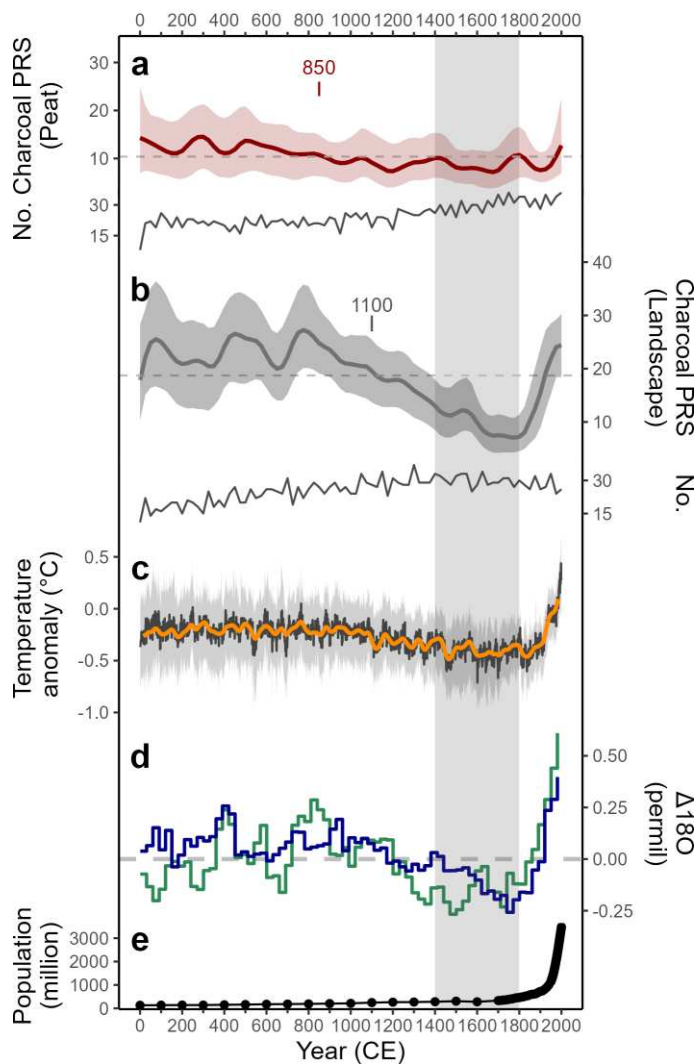 0 200 400 600 800 1000 1200 1400 1600 1800 2000
a
850
30
20
10
No. Charcoal PRS
(Peat)
30
15
b
1100
40
30
20
10
Charcoal PRS
(Landscape)
30
15
No.
c
0.5
0.0
-0.5
-1.0
Temperature
anomaly (°C)
d
0.50
0.25
0.00
-0.25
Δ18O
(permil)
e
3000
2000
1000
0
Population
(million)
0 200 400 600 800 1000 1200 1400 1600 1800 2000
Year (CE)